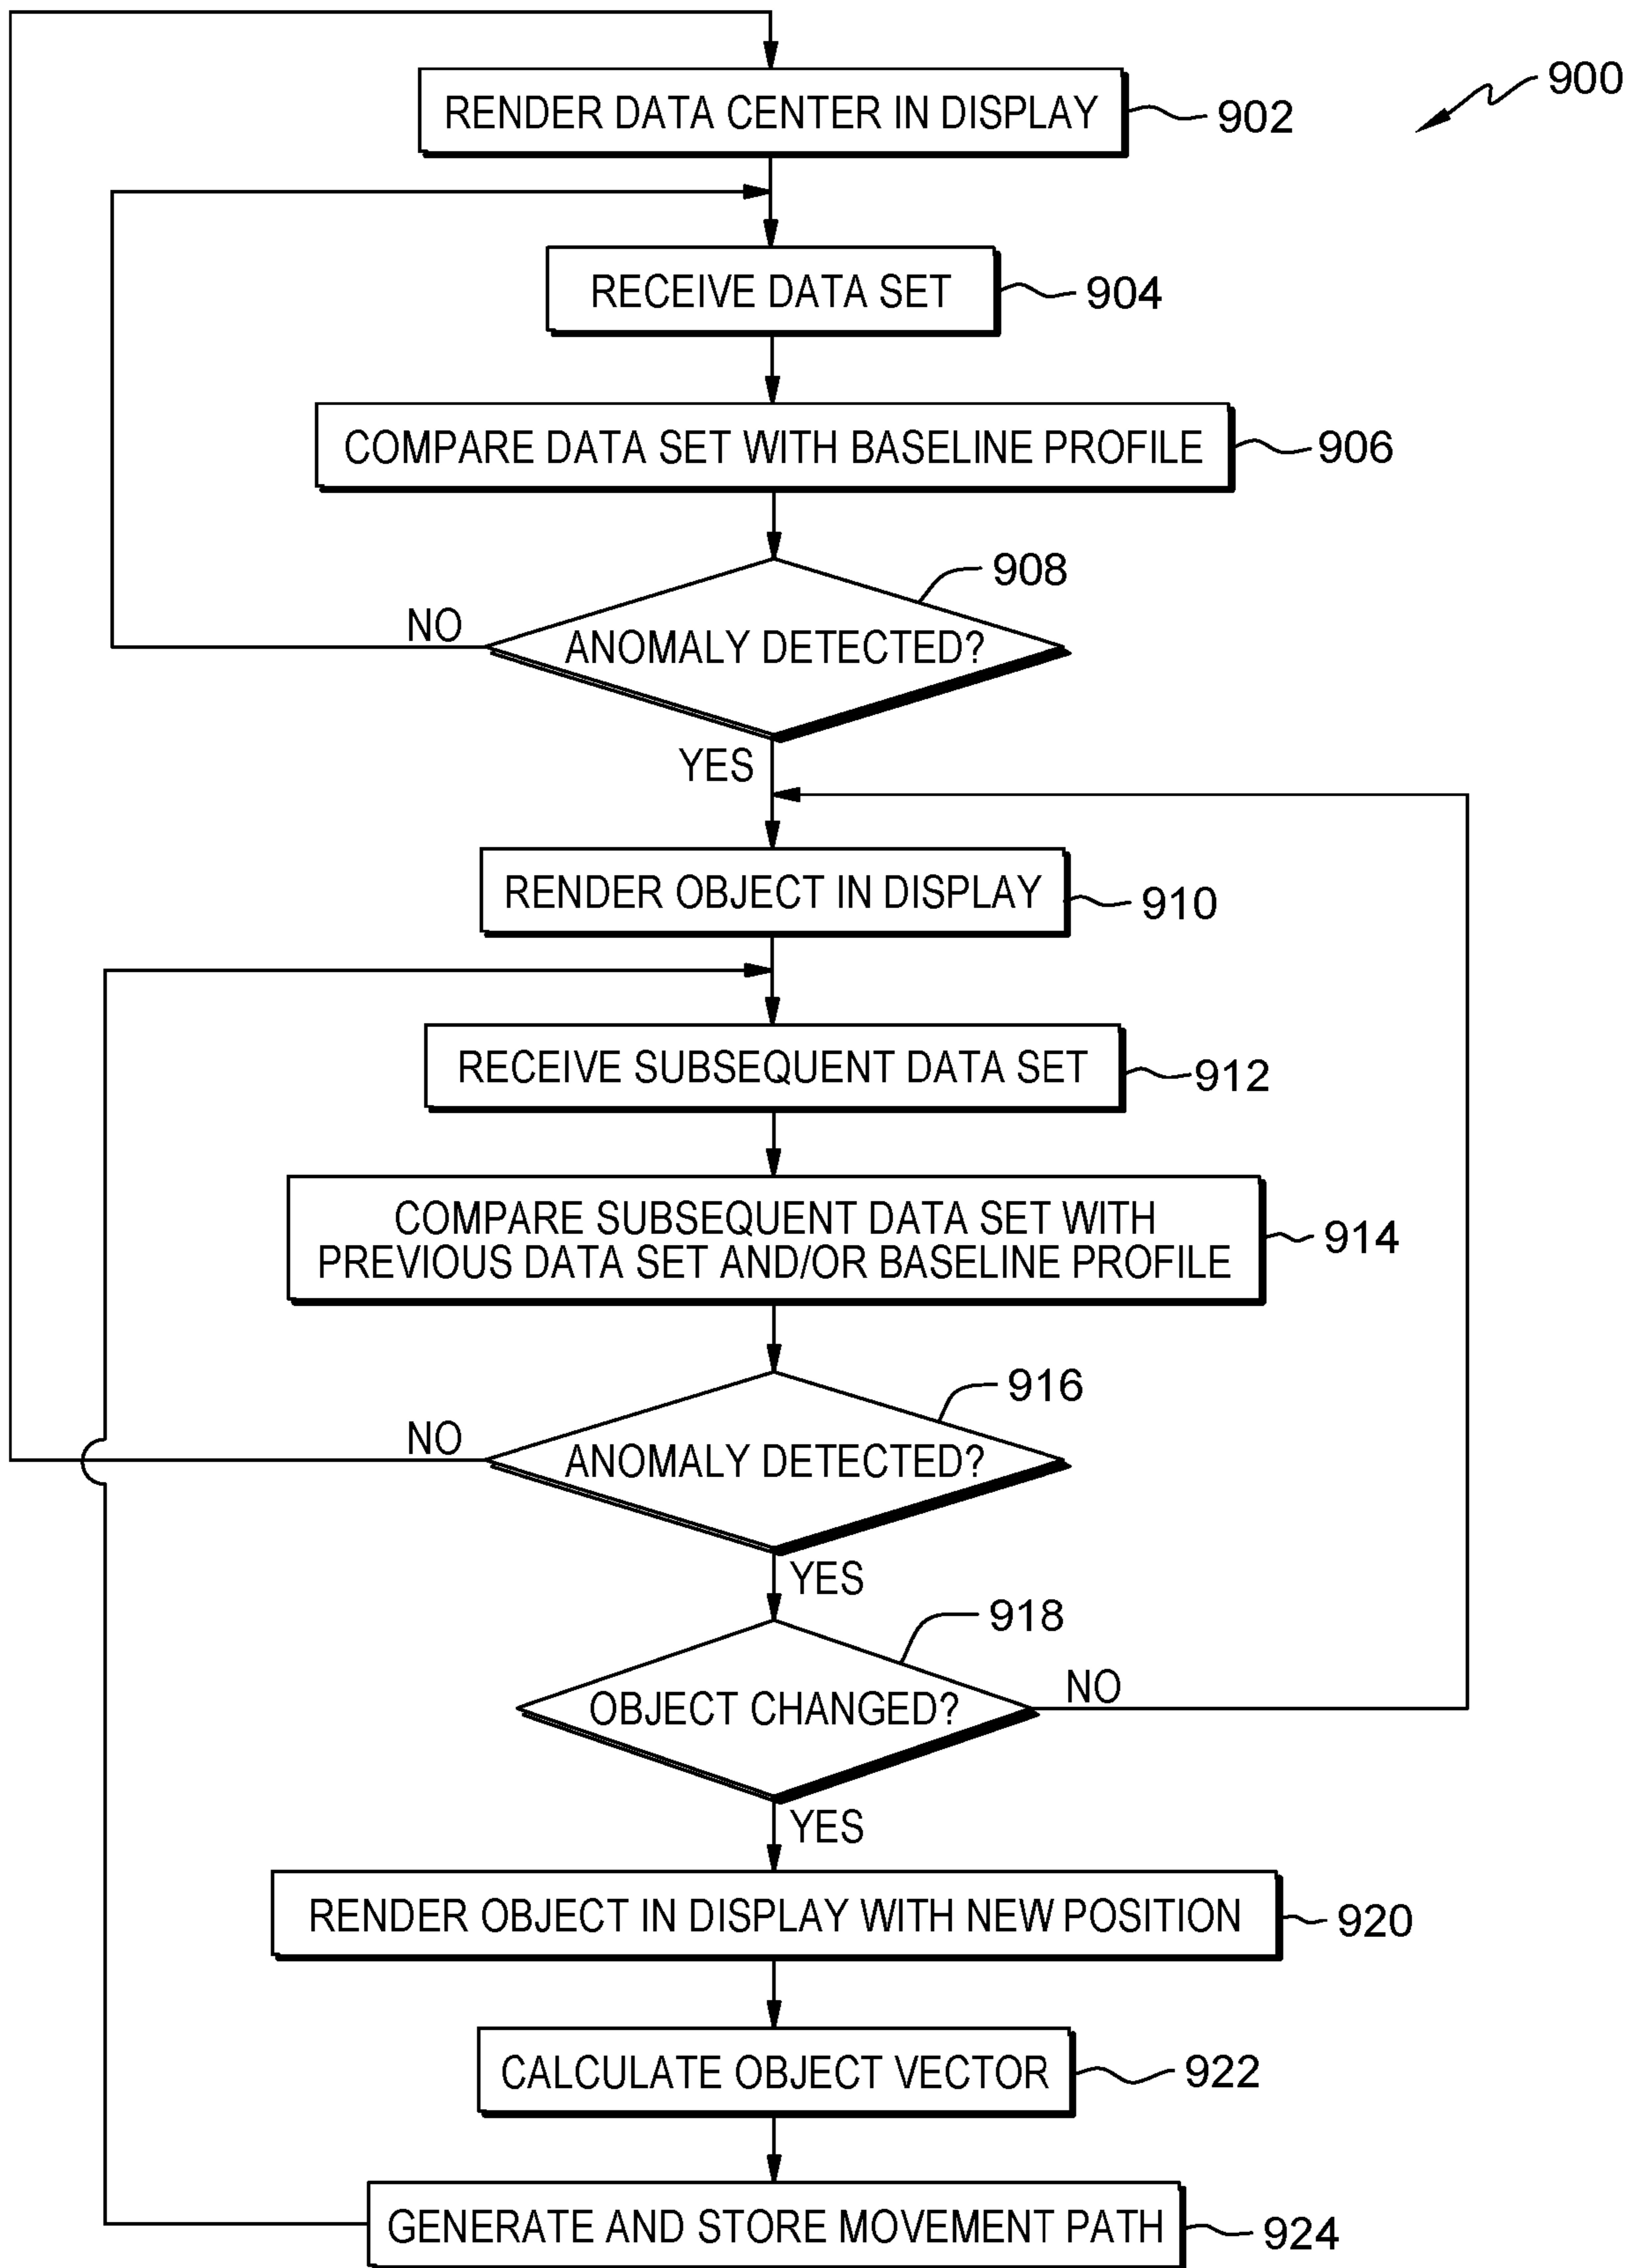 900
RENDER DATA CENTER IN DISPLAY
902
RECEIVE DATA SET
904
COMPARE DATA SET WITH BASELINE PROFILE
906
908
ANOMALY DETECTED?
NO
YES
RENDER OBJECT IN DISPLAY
910
RECEIVE SUBSEQUENT DATA SET
912
COMPARE SUBSEQUENT DATA SET WITH
PREVIOUS DATA SET AND/OR BASELINE PROFILE
914
916
NO
ANOMALY DETECTED?
YES
918
OBJECT CHANGED?
NO
YES
RENDER OBJECT IN DISPLAY WITH NEW POSITION
920
CALCULATE OBJECT VECTOR
922
GENERATE AND STORE MOVEMENT PATH
924